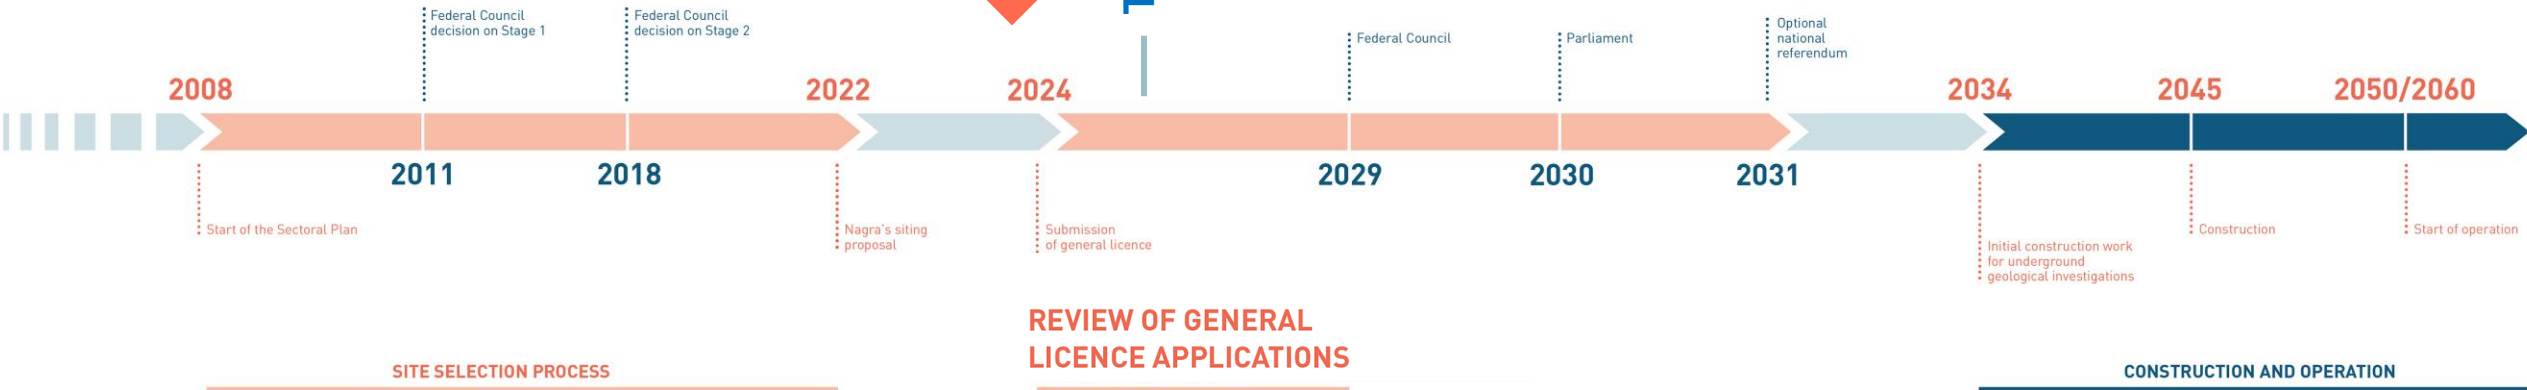 Federal Council
decision on Stage 1
Federal Council
decision on Stage 2
Federal Council
Parliament
Optional
national
referendum
2008
2022
2024
2034
2045
2050/2060
2011
2018
2029
2030
2031
Start of the Sectoral Plan
Nagra's siting
proposal
Submission
of general licence
Initial construction work
for underground
geological investigations
Construction
Start of operation
REVIEW OF GENERAL
LICENCE APPLICATIONS
SITE SELECTION PROCESS
CONSTRUCTION AND OPERATION